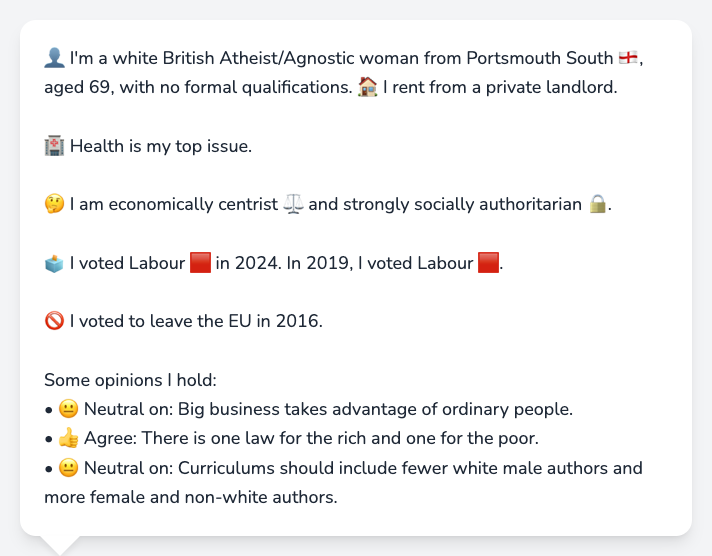 👤 I'm a white British Atheist/Agnostic woman from Portsmouth South 🏴󠁧󠁢󠁥󠁮󠁧󠁿,
aged 69, with no formal qualifications. 🏠 I rent from a private landlord.
🏥 Health is my top issue.
🤔 I am economically centrist ⚖️ and strongly socially authoritarian 🔒.
🗳️ I voted Labour 🟥 in 2024. In 2019, I voted Labour 🟥.
🚫 I voted to leave the EU in 2016.
Some opinions I hold:
• 😐 Neutral on: Big business takes advantage of ordinary people.
• 👍 Agree: There is one law for the rich and one for the poor.
• 😐 Neutral on: Curriculums should include fewer white male authors and
more female and non-white authors.